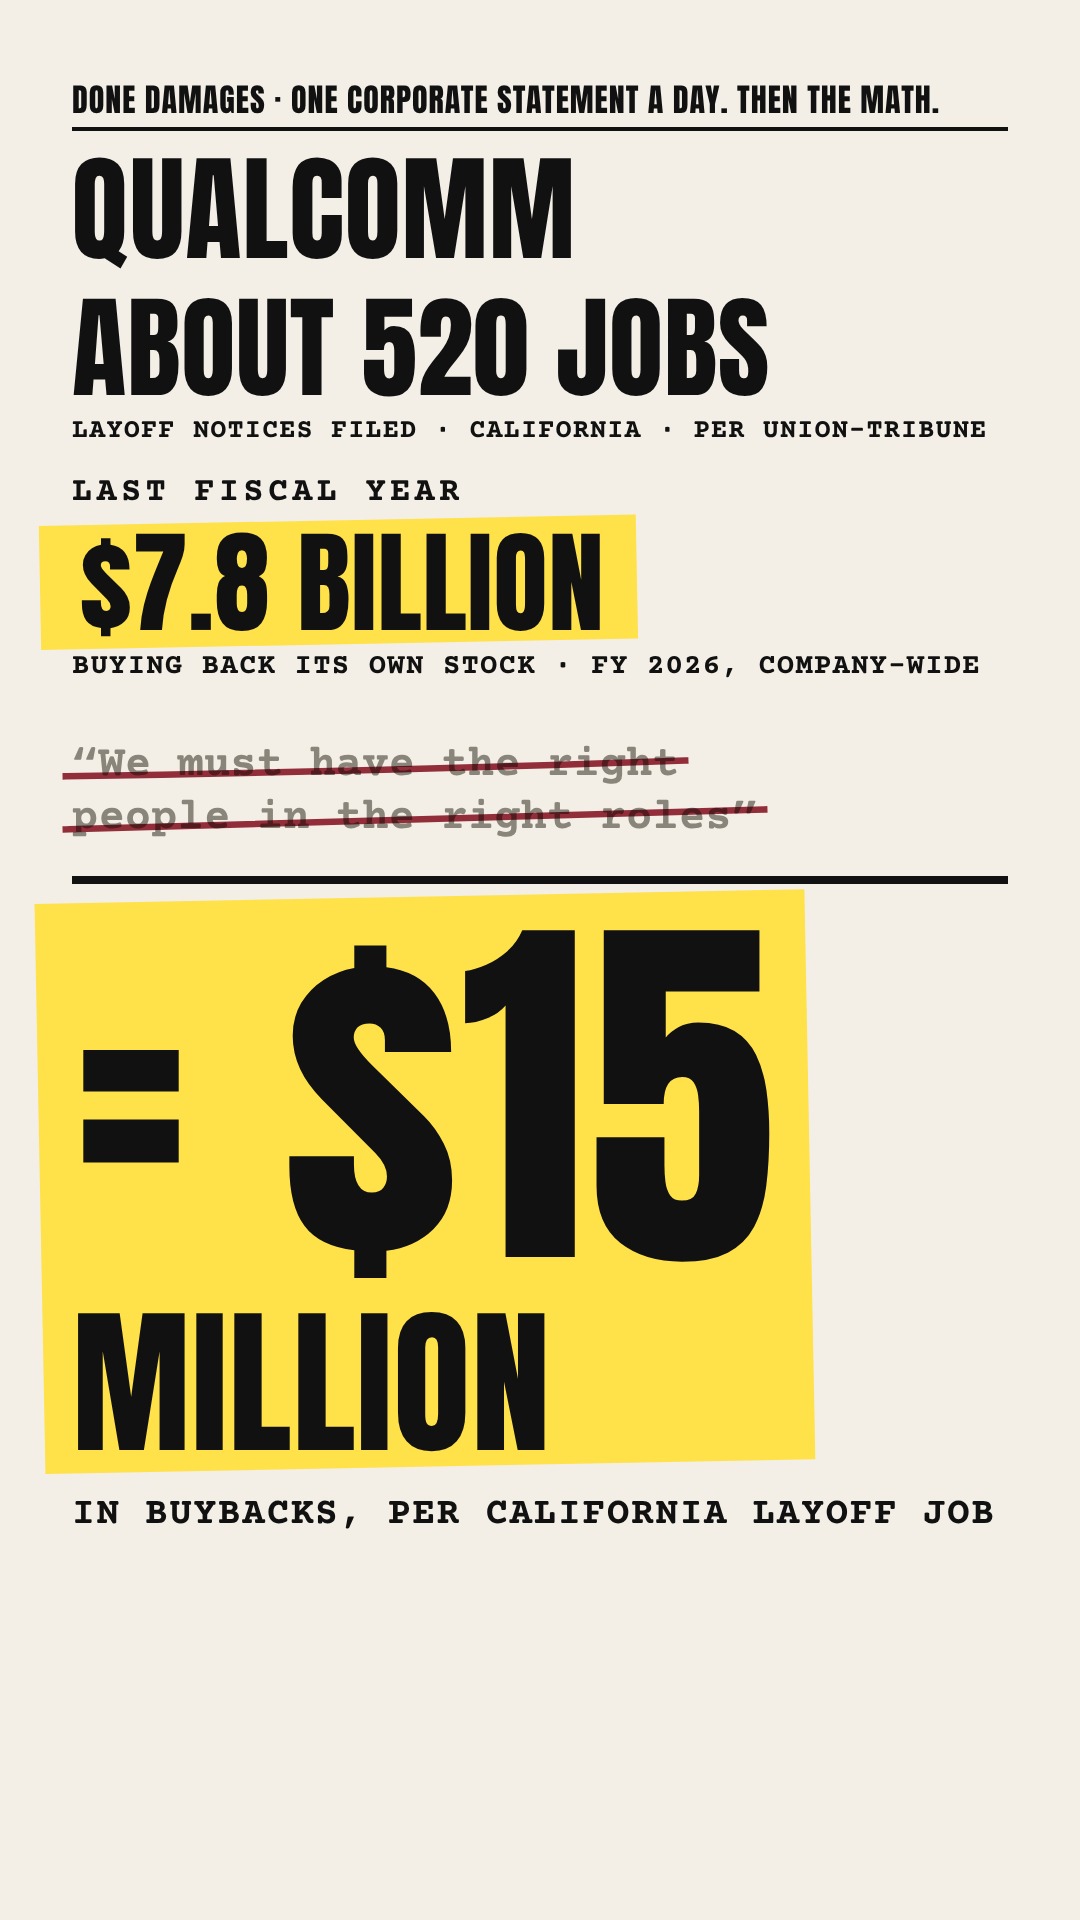 DONE DAMAGES · ONE CORPORATE STATEMENT A DAY. THEN THE MATH.
QUALCOMM
ABOUT 520 JOBS
LAYOFF NOTICES FILED · CALIFORNIA · PER UNION-TRIBUNE
LAST FISCAL YEAR
$7.8 BILLION
BUYING BACK ITS OWN STOCK · FY 2026, COMPANY-WIDE
“We must have the right
people in the right roles”
= $15
MILLION
IN BUYBACKS, PER CALIFORNIA LAYOFF JOB